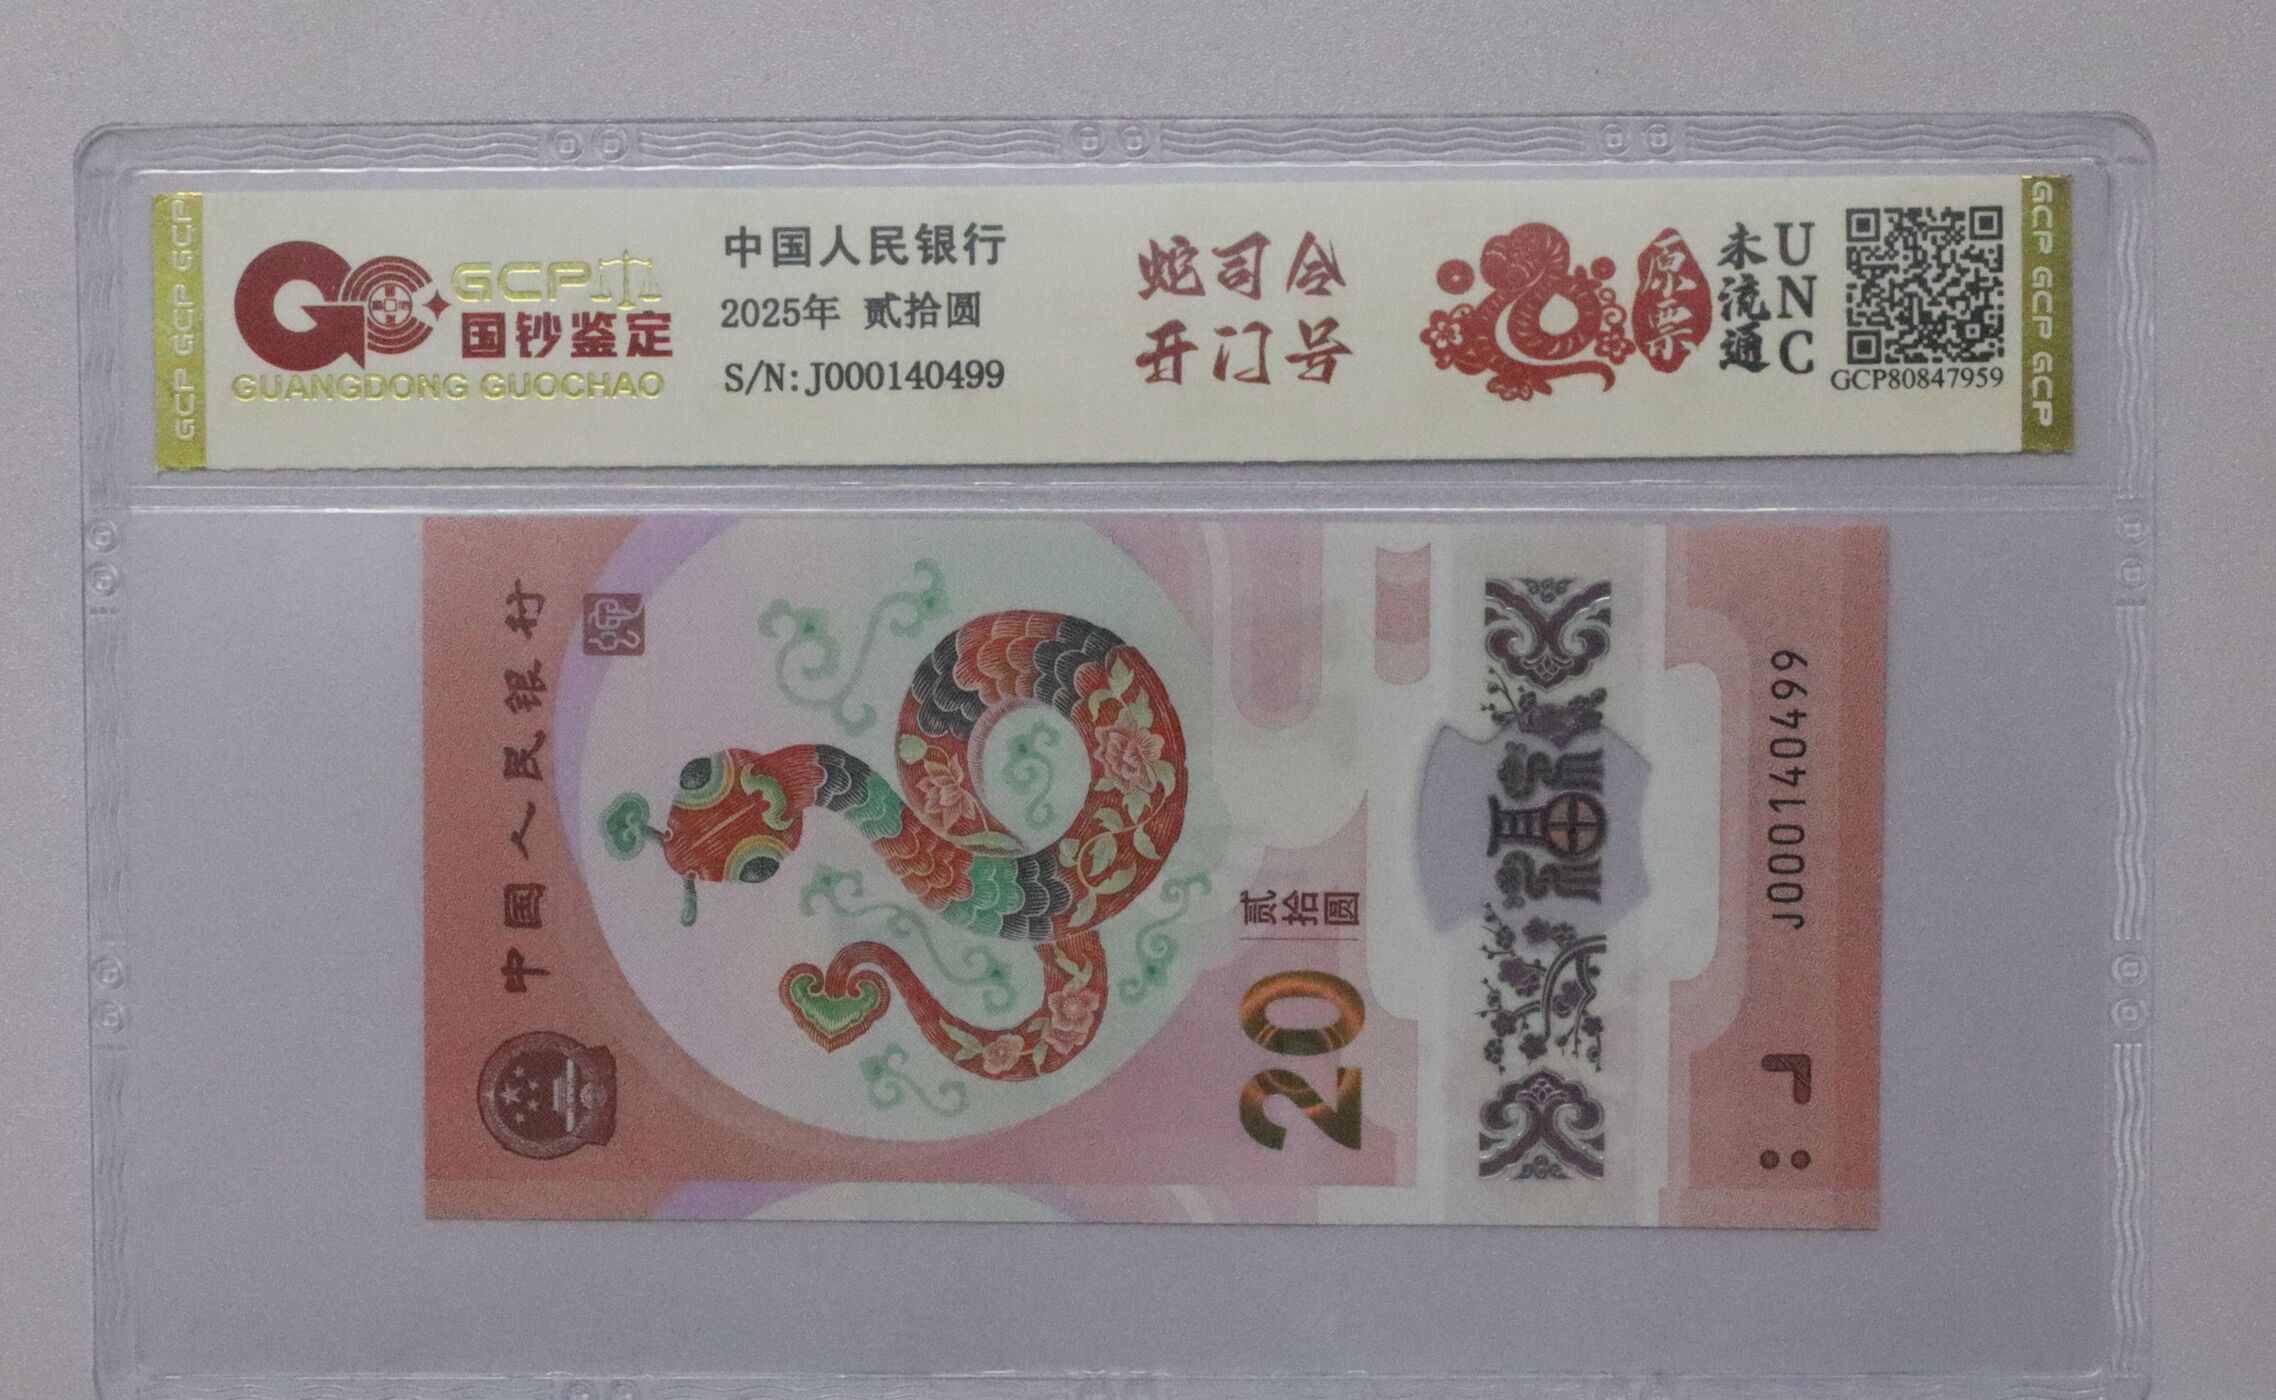 GCP GCP GCP
GCP
国钞鉴定
GUANGDONG GUOCHAO
中国人民银行
2025年 贰拾圆
S/N:J000140499
蛇司令
开门号
原票
未流通
UNC
GCP80847959
GCP GCP GCP
中国人民银行
贰拾圆
20
福
J000140499